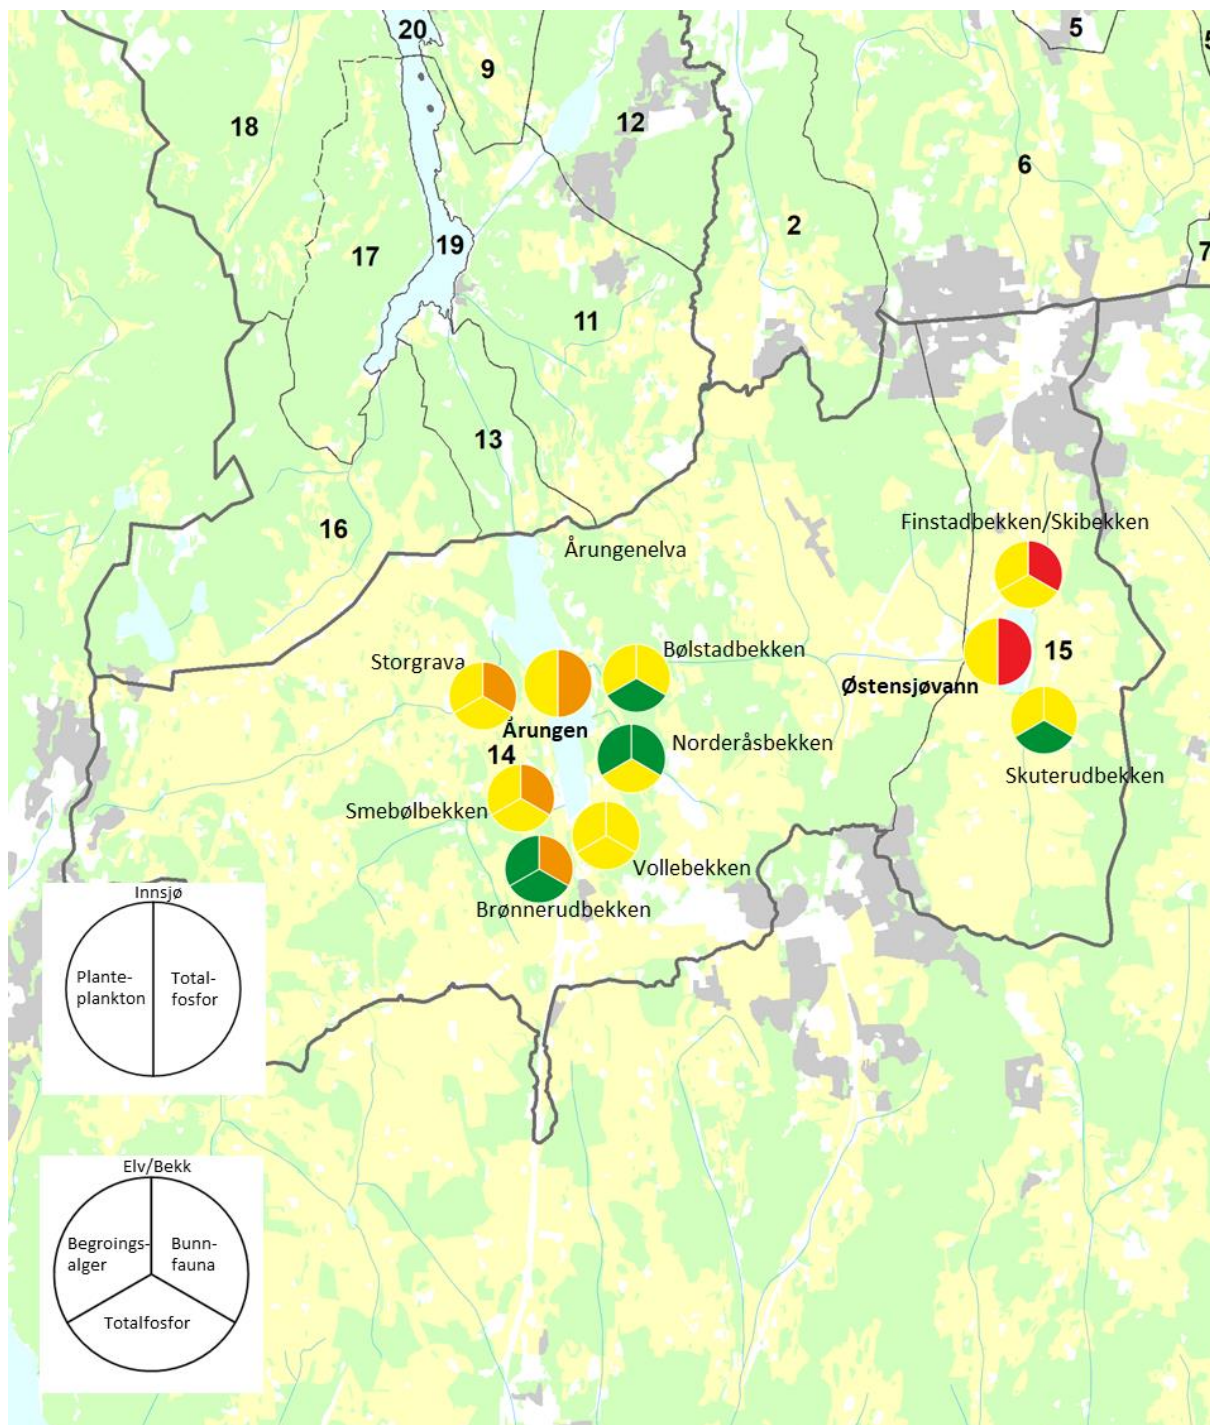 20
5
5
9
18
12
6
2
17
19
7
11
13
16
Finstadbekken/Skibekken
Årungenelva
Storgrava
Bølstadbekken
15
Østensjøvann
Årungen
14
Norderåsbekken
Skuterudbekken
Smebølbekken
Vollebekken
Brønnerudbekken
Innsjø
Plante-
plankton
Total-
fosfor
Elv/Bekk
Begroings-
alger
Bunn-
fauna
Totalfosfor